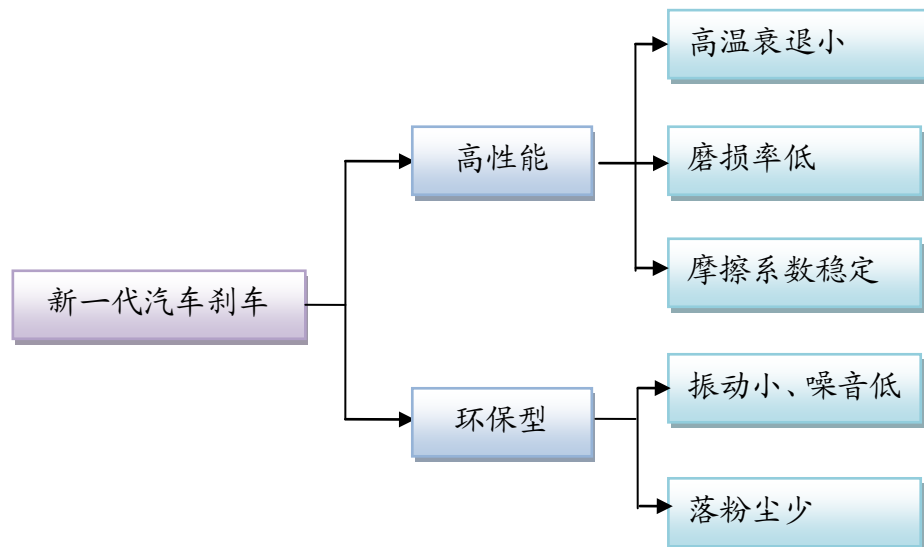 新一代汽车刹车
高性能
高温衰退小
磨损率低
摩擦系数稳定
环保型
振动小、噪音低
落粉尘少